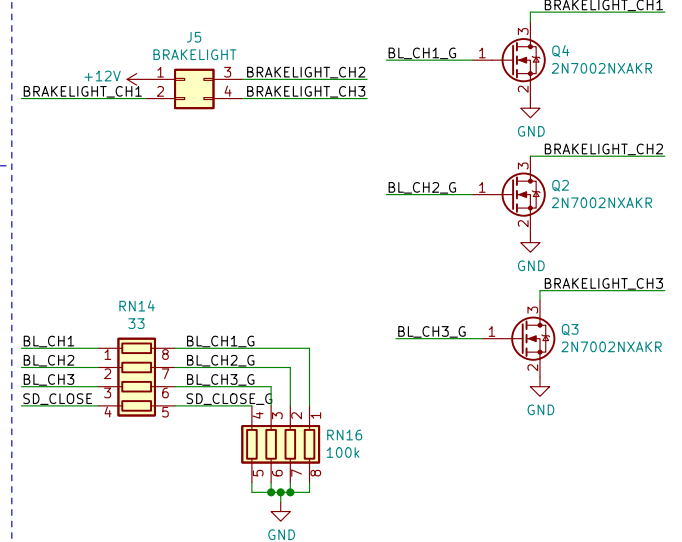 BRAKELIGHT_CH1
J5
BRAKELIGHT
+12V 1 3 BRAKELIGHT_CH2
BRAKELIGHT_CH1 2 4 BRAKELIGHT_CH3
3
BL_CH1_G 1
Q4
2N7002NXAKR
2
GND
BRAKELIGHT_CH2
3
BL_CH2_G 1
Q2
2N7002NXAKR
2
GND
BRAKELIGHT_CH3
3
BL_CH3_G 1
Q3
2N7002NXAKR
2
GND
RN14
33
BL_CH1 1 8 BL_CH1_G
BL_CH2 2 7 BL_CH2_G
BL_CH3 3 6 BL_CH3_G
SD_CLOSE 4 5 SD_CLOSE_G
4 3 2 1
RN16
100k
5 6 7 8
GND